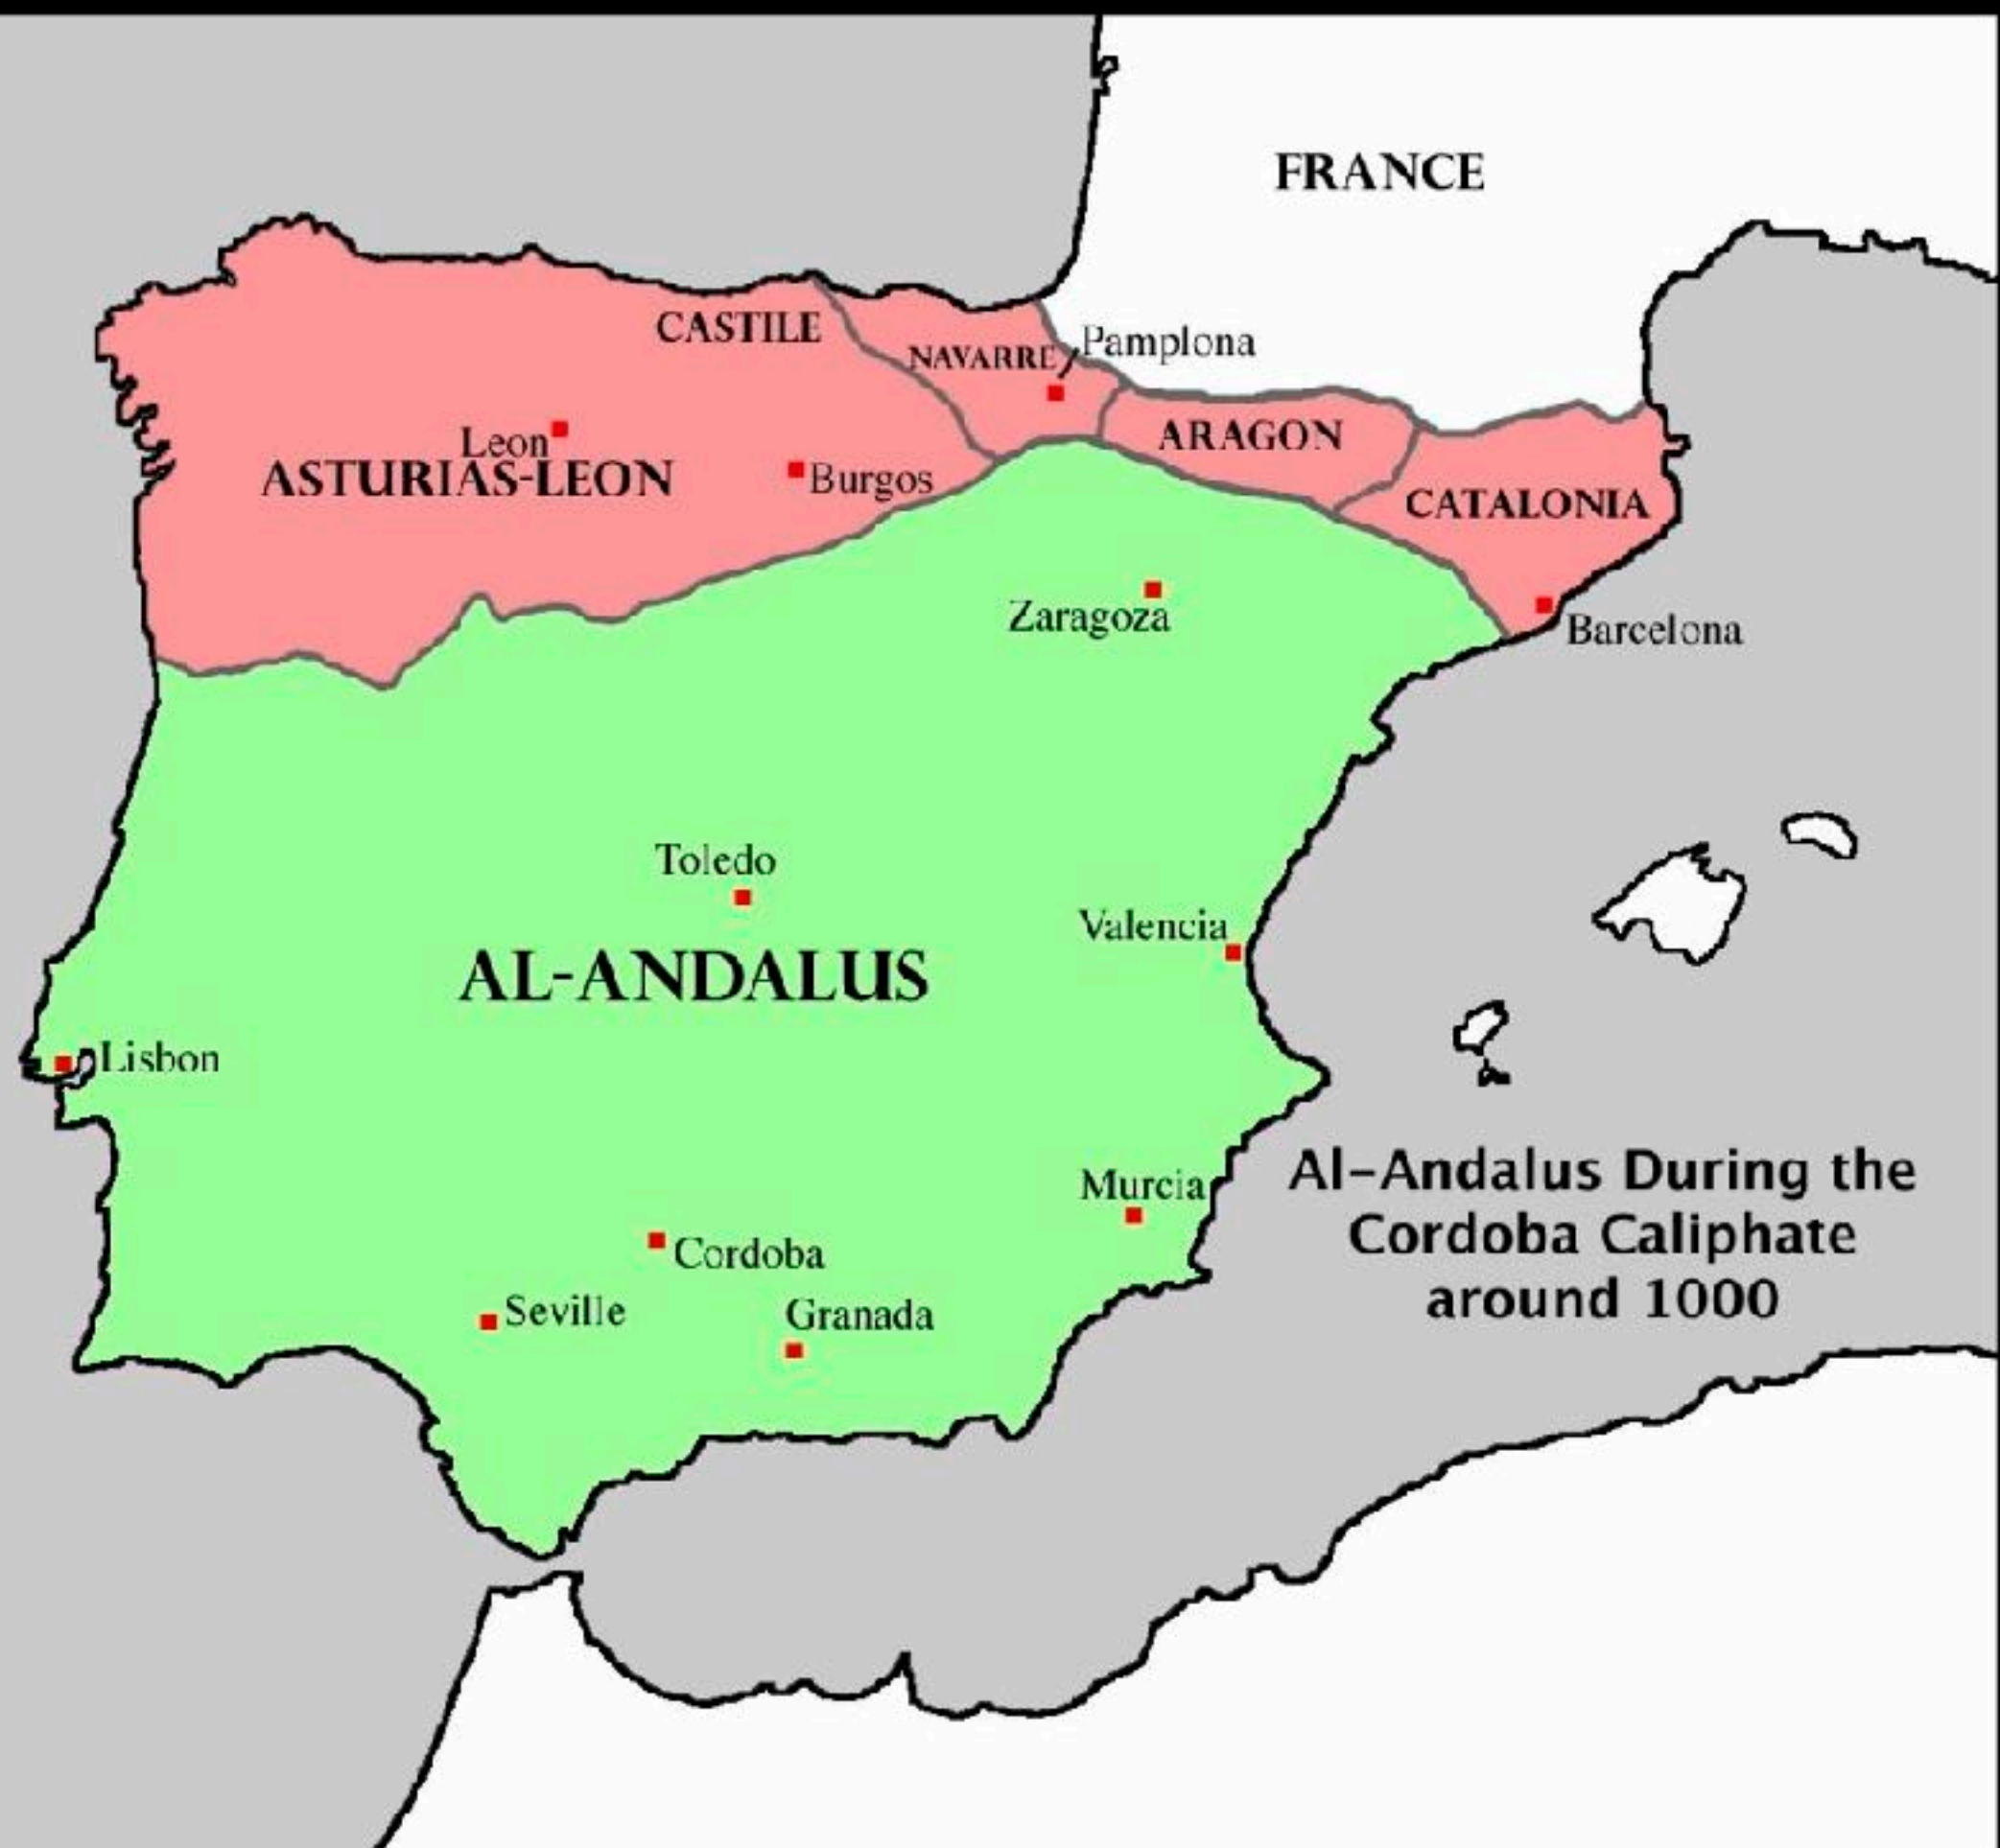 FRANCE
CASTILE
NAVARRE
Pamplona
ARAGON
Leon
ASTURIAS-LEON
Burgos
CATALONIA
Zaragoza
Barcelona
Toledo
Valencia
AL-ANDALUS
Lisbon
Murcia
Al-Andalus During the
Cordoba Caliphate
around 1000
Cordoba
Seville
Granada